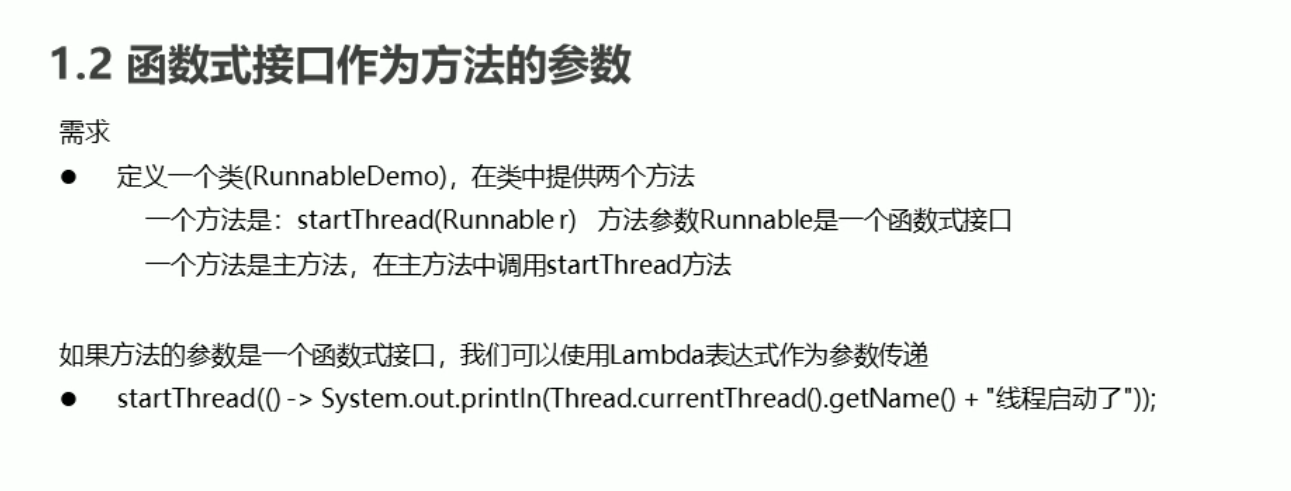 1.2 函数式接口作为方法的参数
需求
● 定义一个类(RunnableDemo)，在类中提供两个方法
一个方法是：startThread(Runnable r) 方法参数Runnable是一个函数式接口
一个方法是主方法，在主方法中调用startThread方法
如果方法的参数是一个函数式接口，我们可以使用Lambda表达式作为参数传递
● startThread(() -> System.out.println(Thread.currentThread().getName() + "线程启动了"));